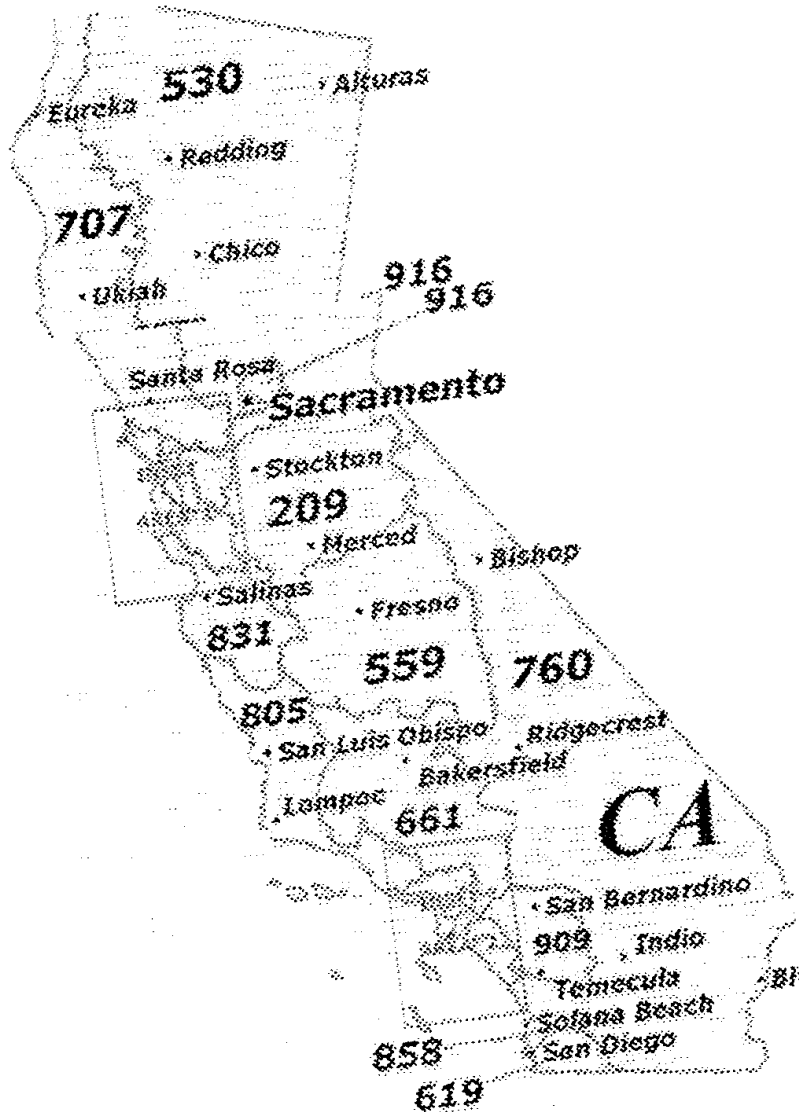 530
Alturas
Eureka
Redding
707
Chico
Ukiah
916
916
Santa Rosa
Sacramento
Stockton
209
Merced
Bishop
Salinas
Fresno
831
559
760
805
San Luis Obispo
Ridgecrest
Bakersfield
Lompoc
661
CA
San Bernardino
909
Indio
Temecula
Bl
Solana Beach
858
San Diego
619